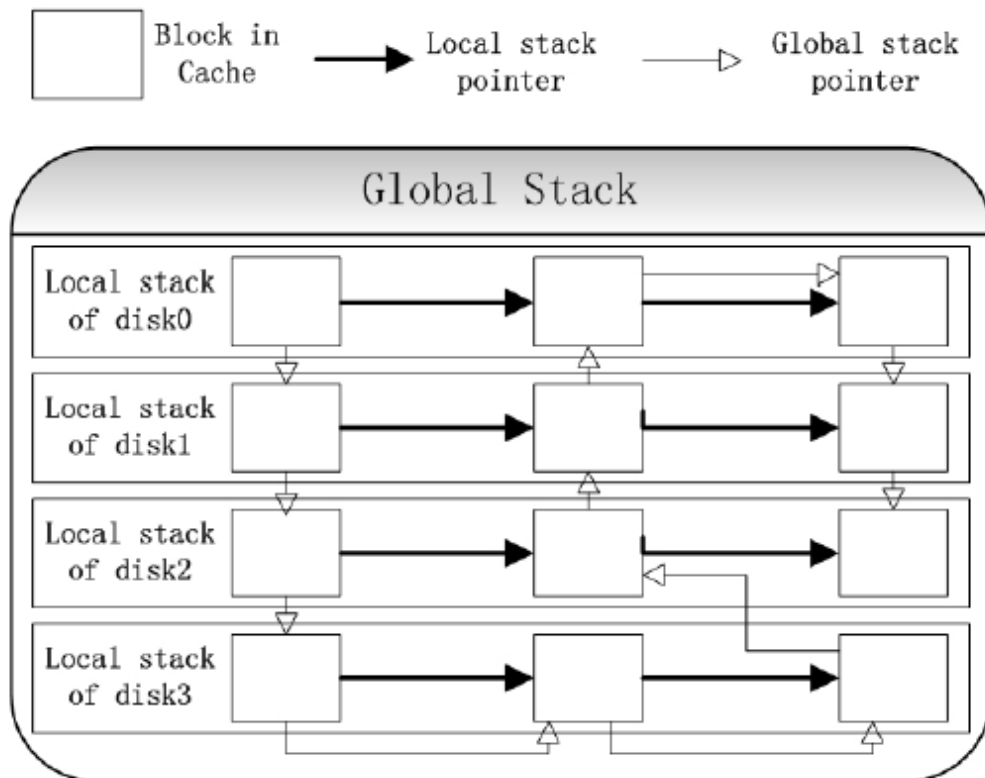 Block in
Cache
Local stack
pointer
Global stack
pointer
Global Stack
Local stack
of disk0
Local stack
of disk1
Local stack
of disk2
Local stack
of disk3